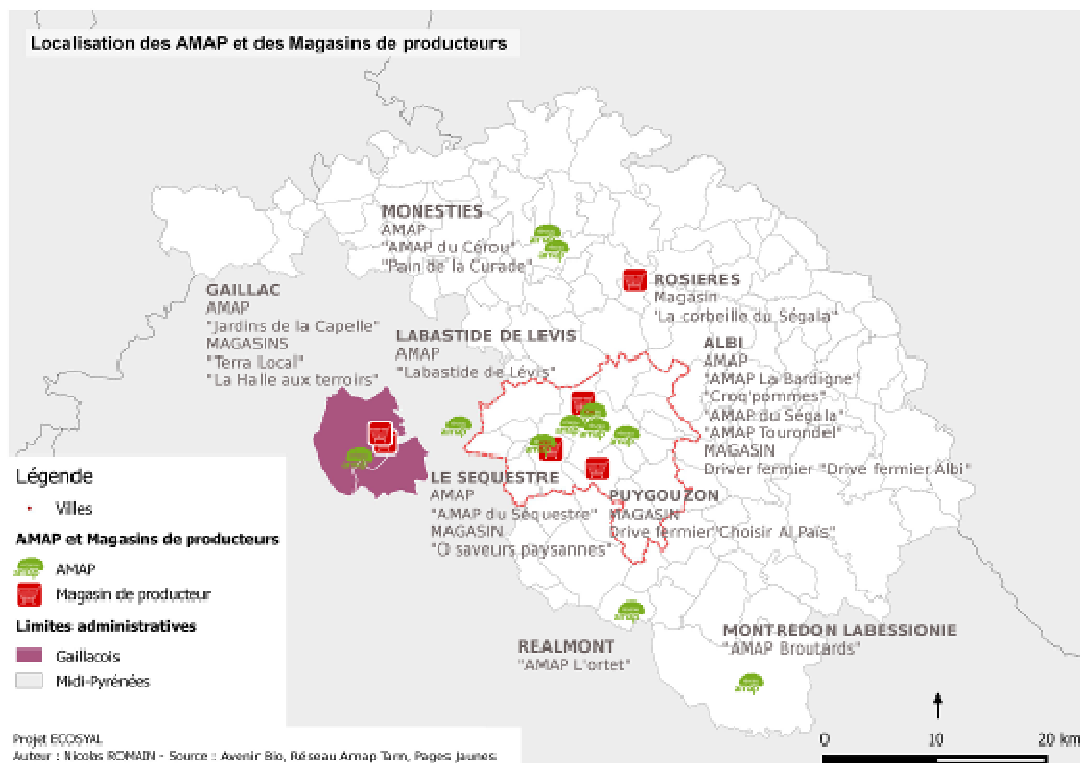 Localisation des AMAP et des Magasins de producteurs
MONESTIES
AMAP
"AMAP du Cérou"
"Pain de la Curade"
ROSIERES
Magasin
"La corbeille du Ségala"
GAILLAC
AMAP
"Jardins de la Capelle"
MAGASINS
"Terra Local"
"La Halle aux terroirs"
LABASTIDE DE LEVIS
AMAP
"Labastide de Lévis"
ALBI
AMAP
"AMAP La Bardigne"
"Croq'pommes"
"AMAP du Ségala"
"AMAP Tourondel"
MAGASIN
Driver fermier "Drive fermier Albi"
LE SEQUESTRE
AMAP
"AMAP du Séquestre"
MAGASIN
"O saveurs paysannes"
PUYGOUZON
MAGASIN
Drive fermier"Choisir Al Païs"
REALMONT
"AMAP L'ortet"
MONT-REDON LABESSIONIE
"AMAP Broutards"
Légende
Villes
AMAP et Magasins de producteurs
AMAP
Magasin de producteur
Limites administratives
Gaillacois
Midi-Pyrénées
Projet ECOSYAL
Auteur : Nicolas ROMAIN - Source : Avenir Bio, Réseau Amap Tarn, Pages Jaunes
0 10 20 km